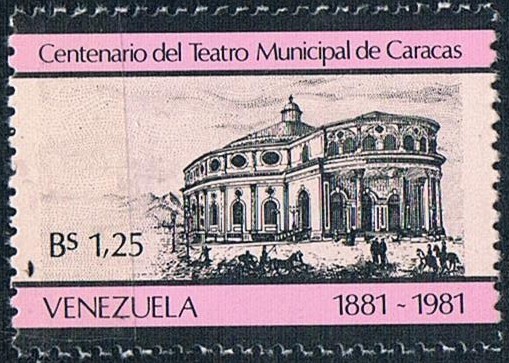 Centenario del Teatro Municipal de Caracas
Bs 1,25
VENEZUELA 1881 - 1981